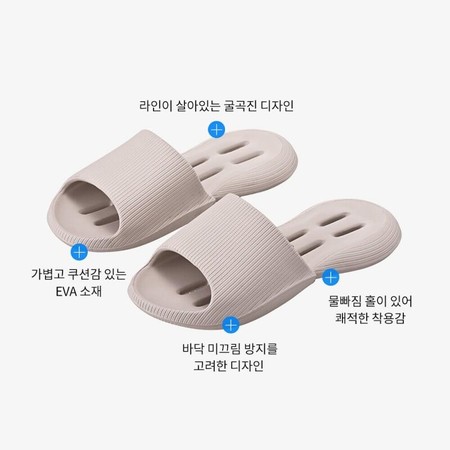 라인이 살아있는 굴곡진 디자인
가볍고 쿠션감 있는
EVA 소재
물빠짐 홀이 있어
쾌적한 착용감
바닥 미끄림 방지를
고려한 디자인